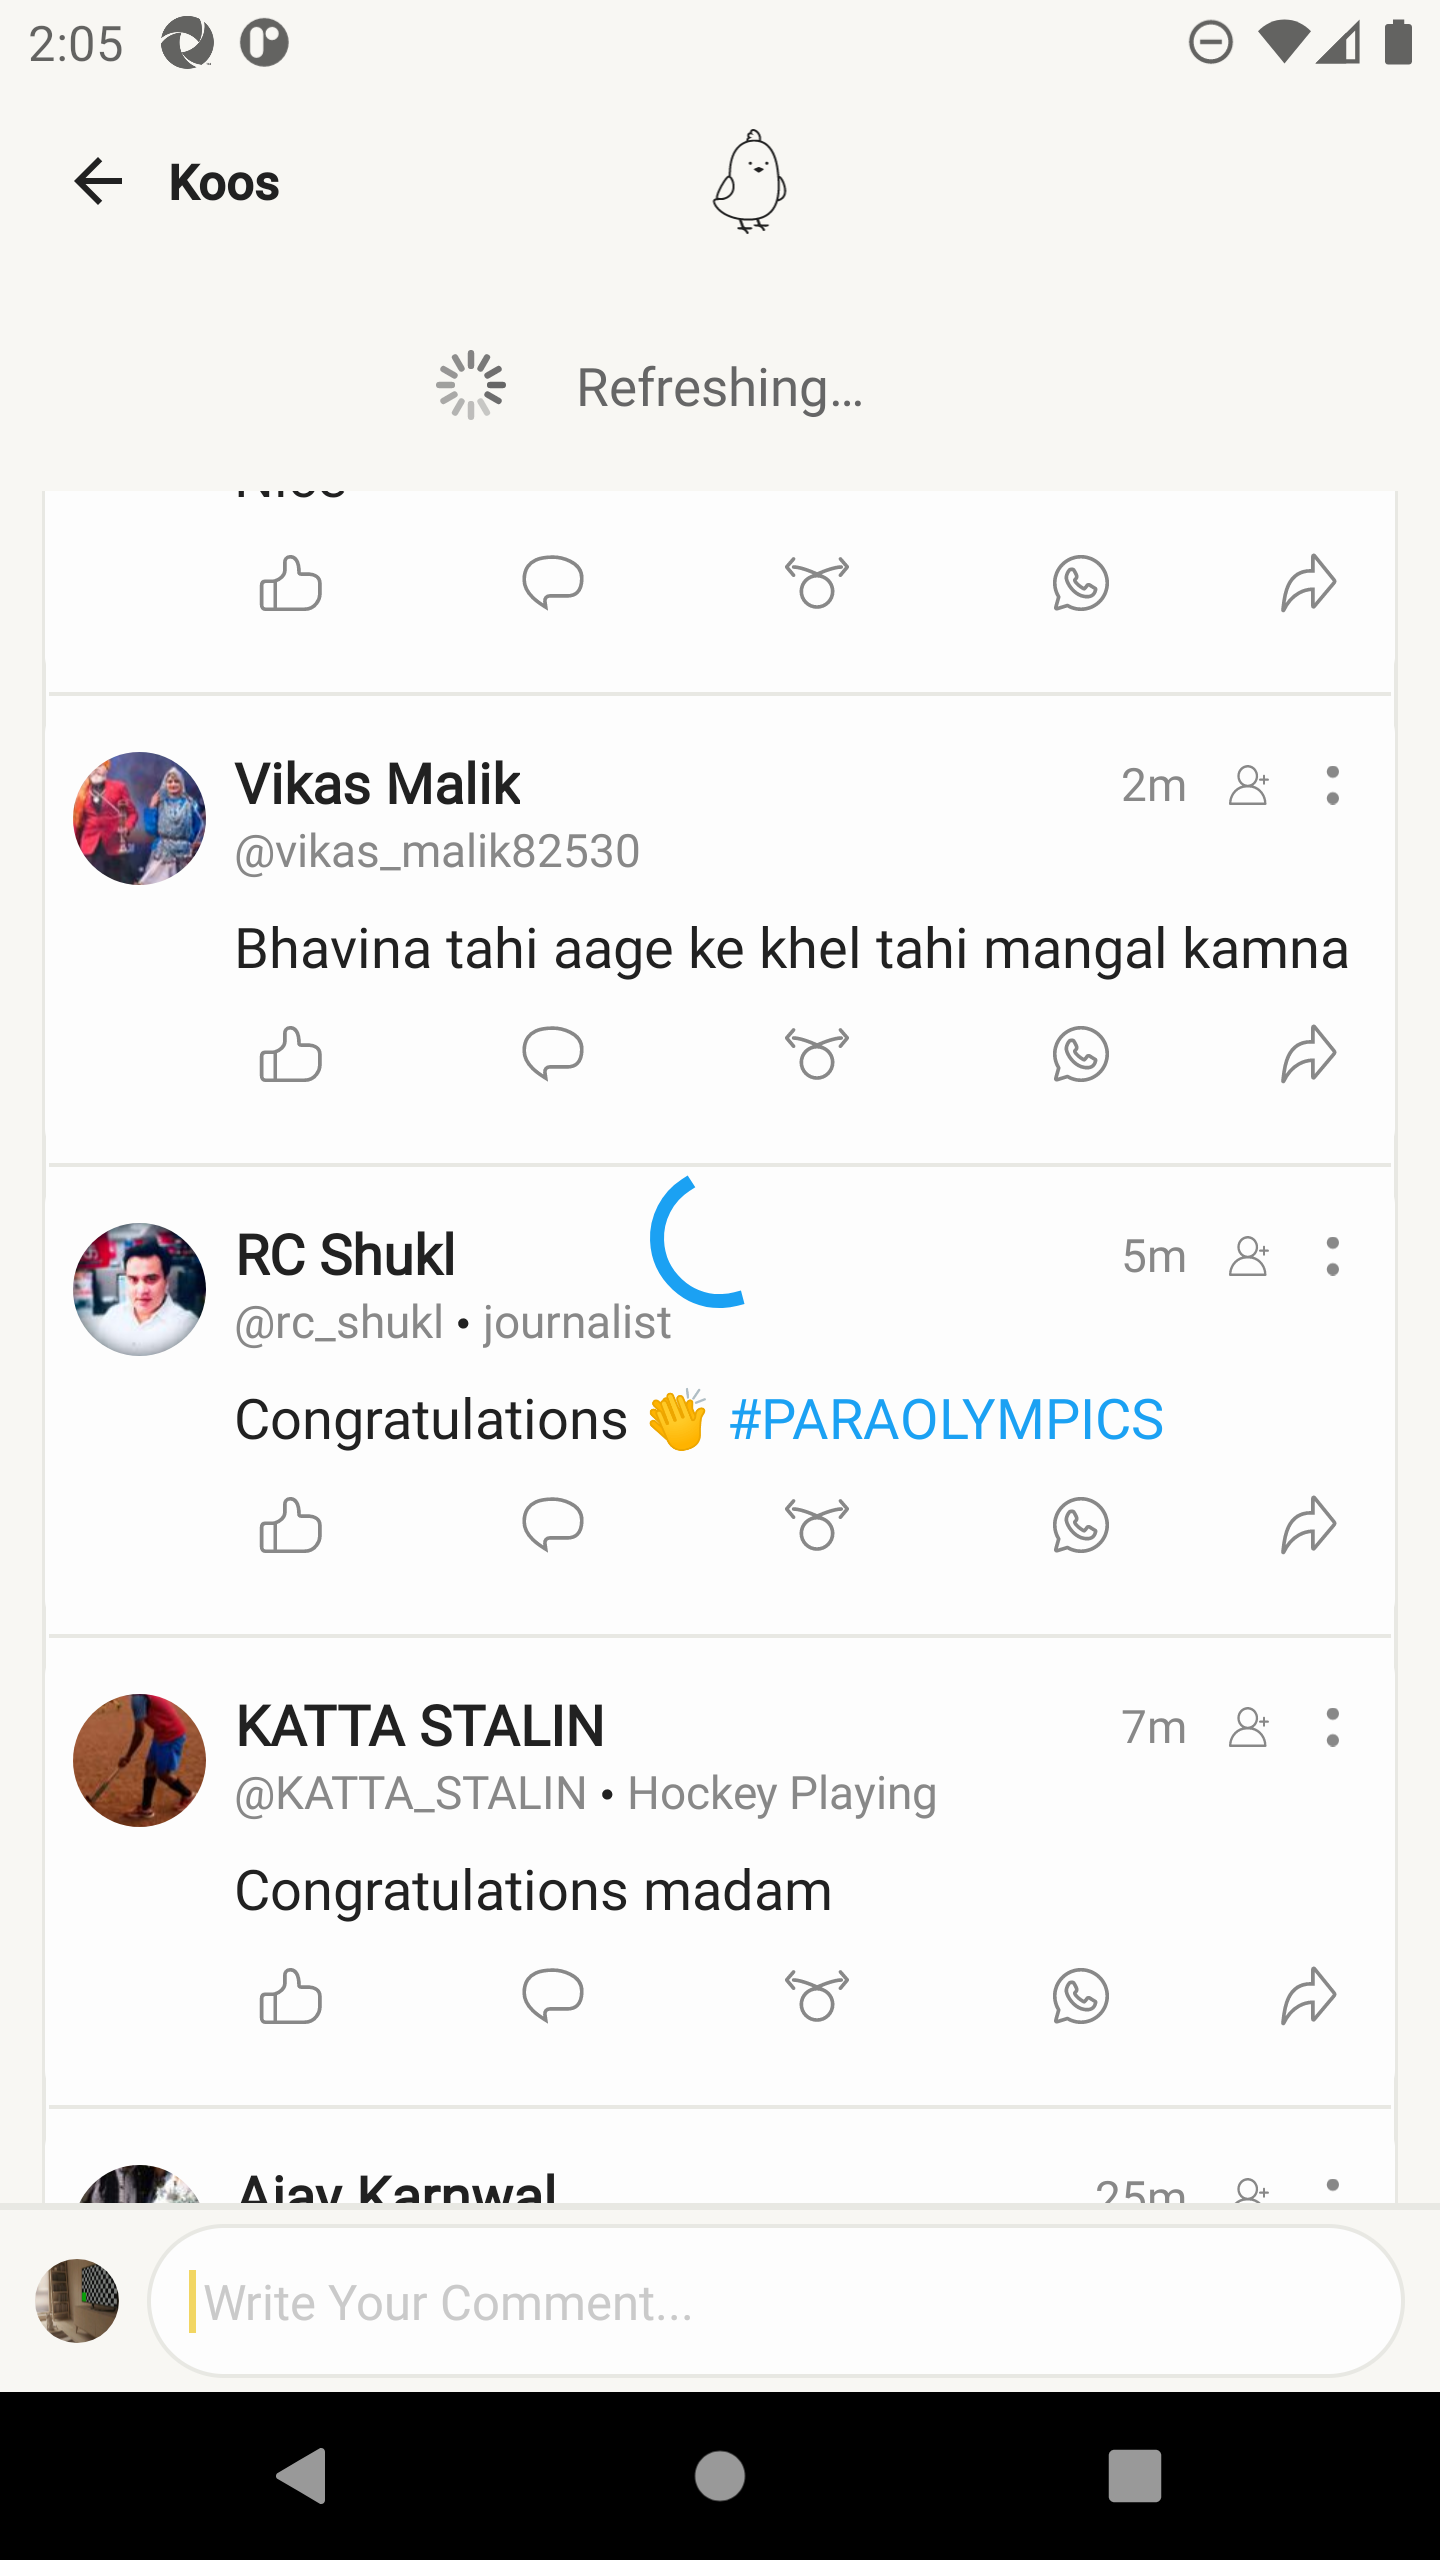 2:05
Koos
Refreshing...
Nice
Vikas Malik 2m
@vikas_malik82530
Bhavina tahi aage ke khel tahi mangal kamna
RC Shukl 5m
@rc_shukl • journalist
Congratulations 👏 #PARAOLYMPICS
KATTA STALIN 7m
@KATTA_STALIN • Hockey Playing
Congratulations madam
Ajay Karnwal 25m
Write Your Comment...